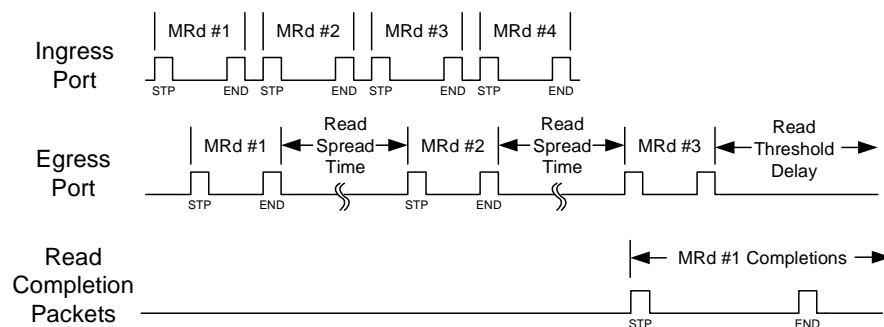 MRd #1 MRd #2 MRd #3 MRd #4
Ingress
Port
STP END STP END STP END STP END
MRd #1 Read
Spread
Time MRd #2 Read
Spread
Time MRd #3 Read
Threshold
Delay
Egress
Port
STP END STP END
Read
Completion
Packets
MRd #1 Completions
STP END